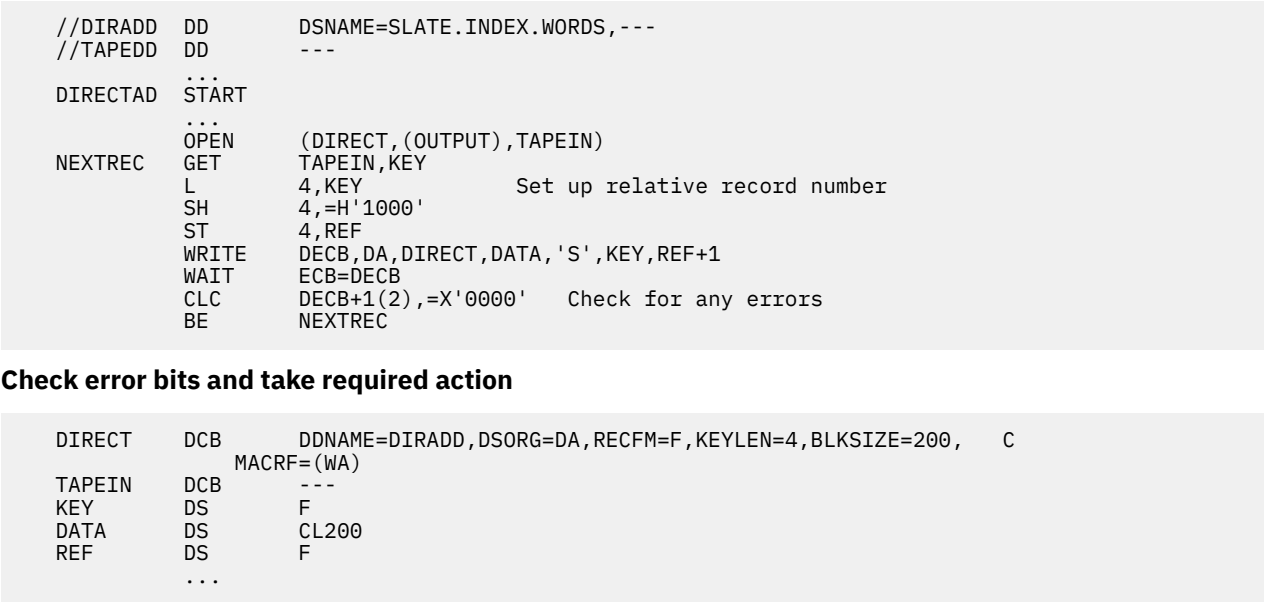 //DIRADD DD DSNAME=SLATE.INDEX.WORDS,---
//TAPEDD DD ---
...
DIRECTAD START
...
OPEN (DIRECT,(OUTPUT),TAPEIN)
NEXTREC GET TAPEIN,KEY
L 4,KEY Set up relative record number
SH 4,=H'1000'
ST 4,REF
WRITE DECB,DA,DIRECT,DATA,'S',KEY,REF+1
WAIT ECB=DECB
CLC DECB+1(2),=X'0000' Check for any errors
BE NEXTREC
Check error bits and take required action
DIRECT DCB DDNAME=DIRADD,DSORG=DA,RECFM=F,KEYLEN=4,BLKSIZE=200, C
MACRF=(WA)
TAPEIN DCB ---
KEY DS F
DATA DS CL200
REF DS F
...